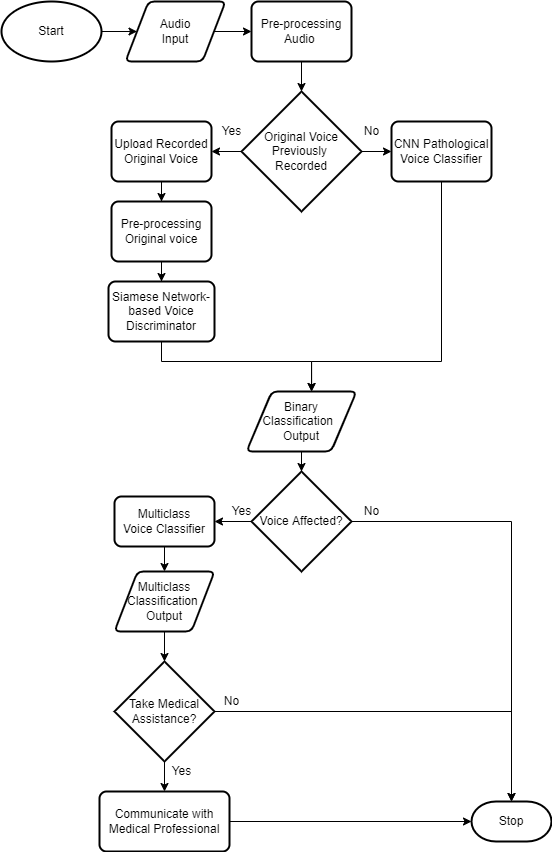 Start
Audio
Input
Pre-processing
Audio
Original Voice
Previously
Recorded
Yes
No
Upload Recorded
Original Voice
CNN Pathological
Voice Classifier
Pre-processing
Original voice
Siamese Network-
based Voice
Discriminator
Binary
Classification
Output
Voice Affected?
Yes
No
Multiclass
Voice Classifier
Multiclass
Classification
Output
Take Medical
Assistance?
No
Yes
Communicate with
Medical Professional
Stop